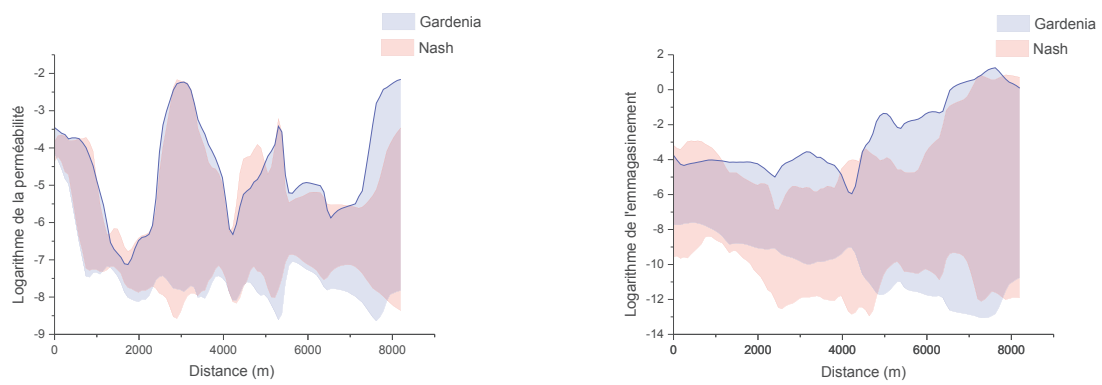 Gardenia
Nash
Logarithme de la perméabilité
-2
-3
-4
-5
-6
-7
-8
-9
0 2000 4000 6000 8000
Distance (m)
Gardenia
Nash
Logarithme de l'emmagasinement
2
0
-2
-4
-6
-8
-10
-12
-14
0 2000 4000 6000 8000
Distance (m)